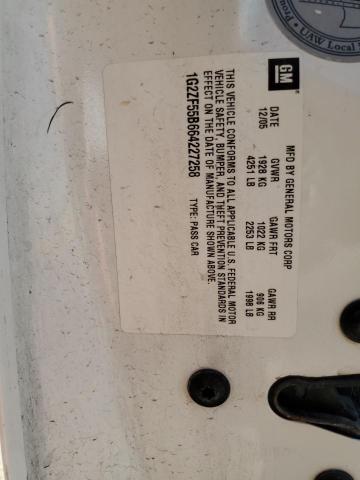 GM
MFD BY GENERAL MOTORS CORP
DATE GVWR GAWR FRT GAWR RR
12/05 1928 KG 1022 KG 906 KG
4251 LB 2253 LB 1998 LB
THIS VEHICLE CONFORMS TO ALL APPLICABLE U.S. FEDERAL MOTOR
VEHICLE SAFETY, BUMPER, AND THEFT PREVENTION STANDARDS IN
EFFECT ON THE DATE OF MANUFACTURE SHOWN ABOVE.
1G2ZF55B664227258 TYPE: PASS CAR
UAW Local